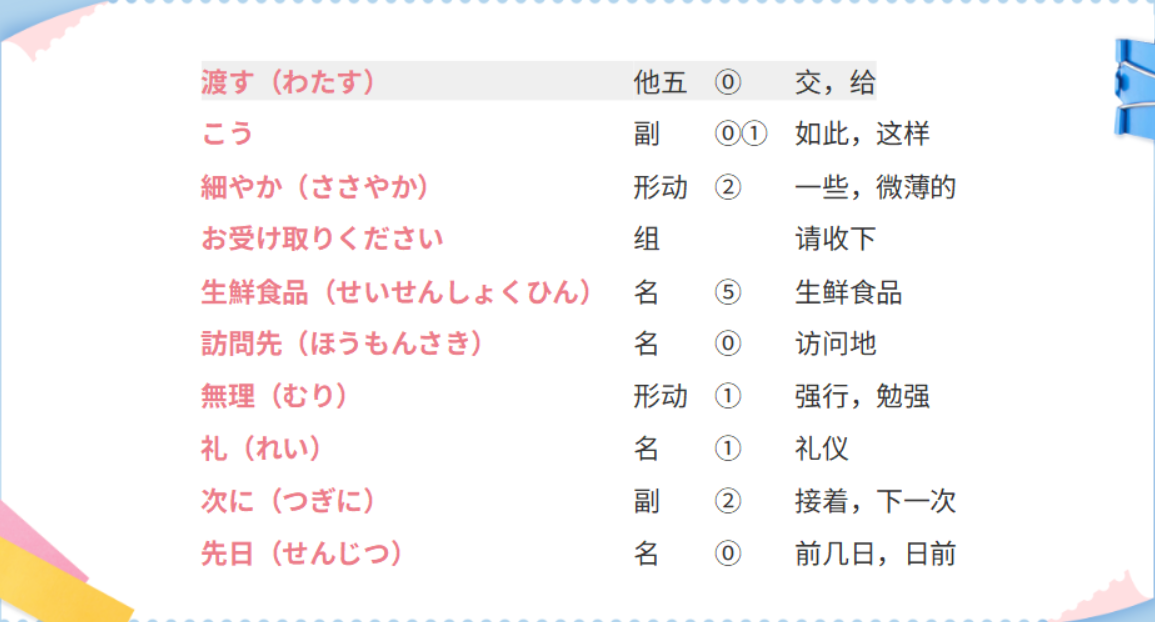 渡す（わたす） 他五 ⓪ 交，给
こう 副 ⓪① 如此，这样
細やか（ささやか） 形动 ② 一些，微薄的
お受け取りください 组 请收下
生鮮食品（せいせんしょくひん） 名 ⑤ 生鲜食品
訪問先（ほうもんさき） 名 ⓪ 访问地
無理（むり） 形动 ① 强行，勉强
礼（れい） 名 ① 礼仪
次に（つぎに） 副 ② 接着，下一次
先日（せんじつ） 名 ⓪ 前几日，日前